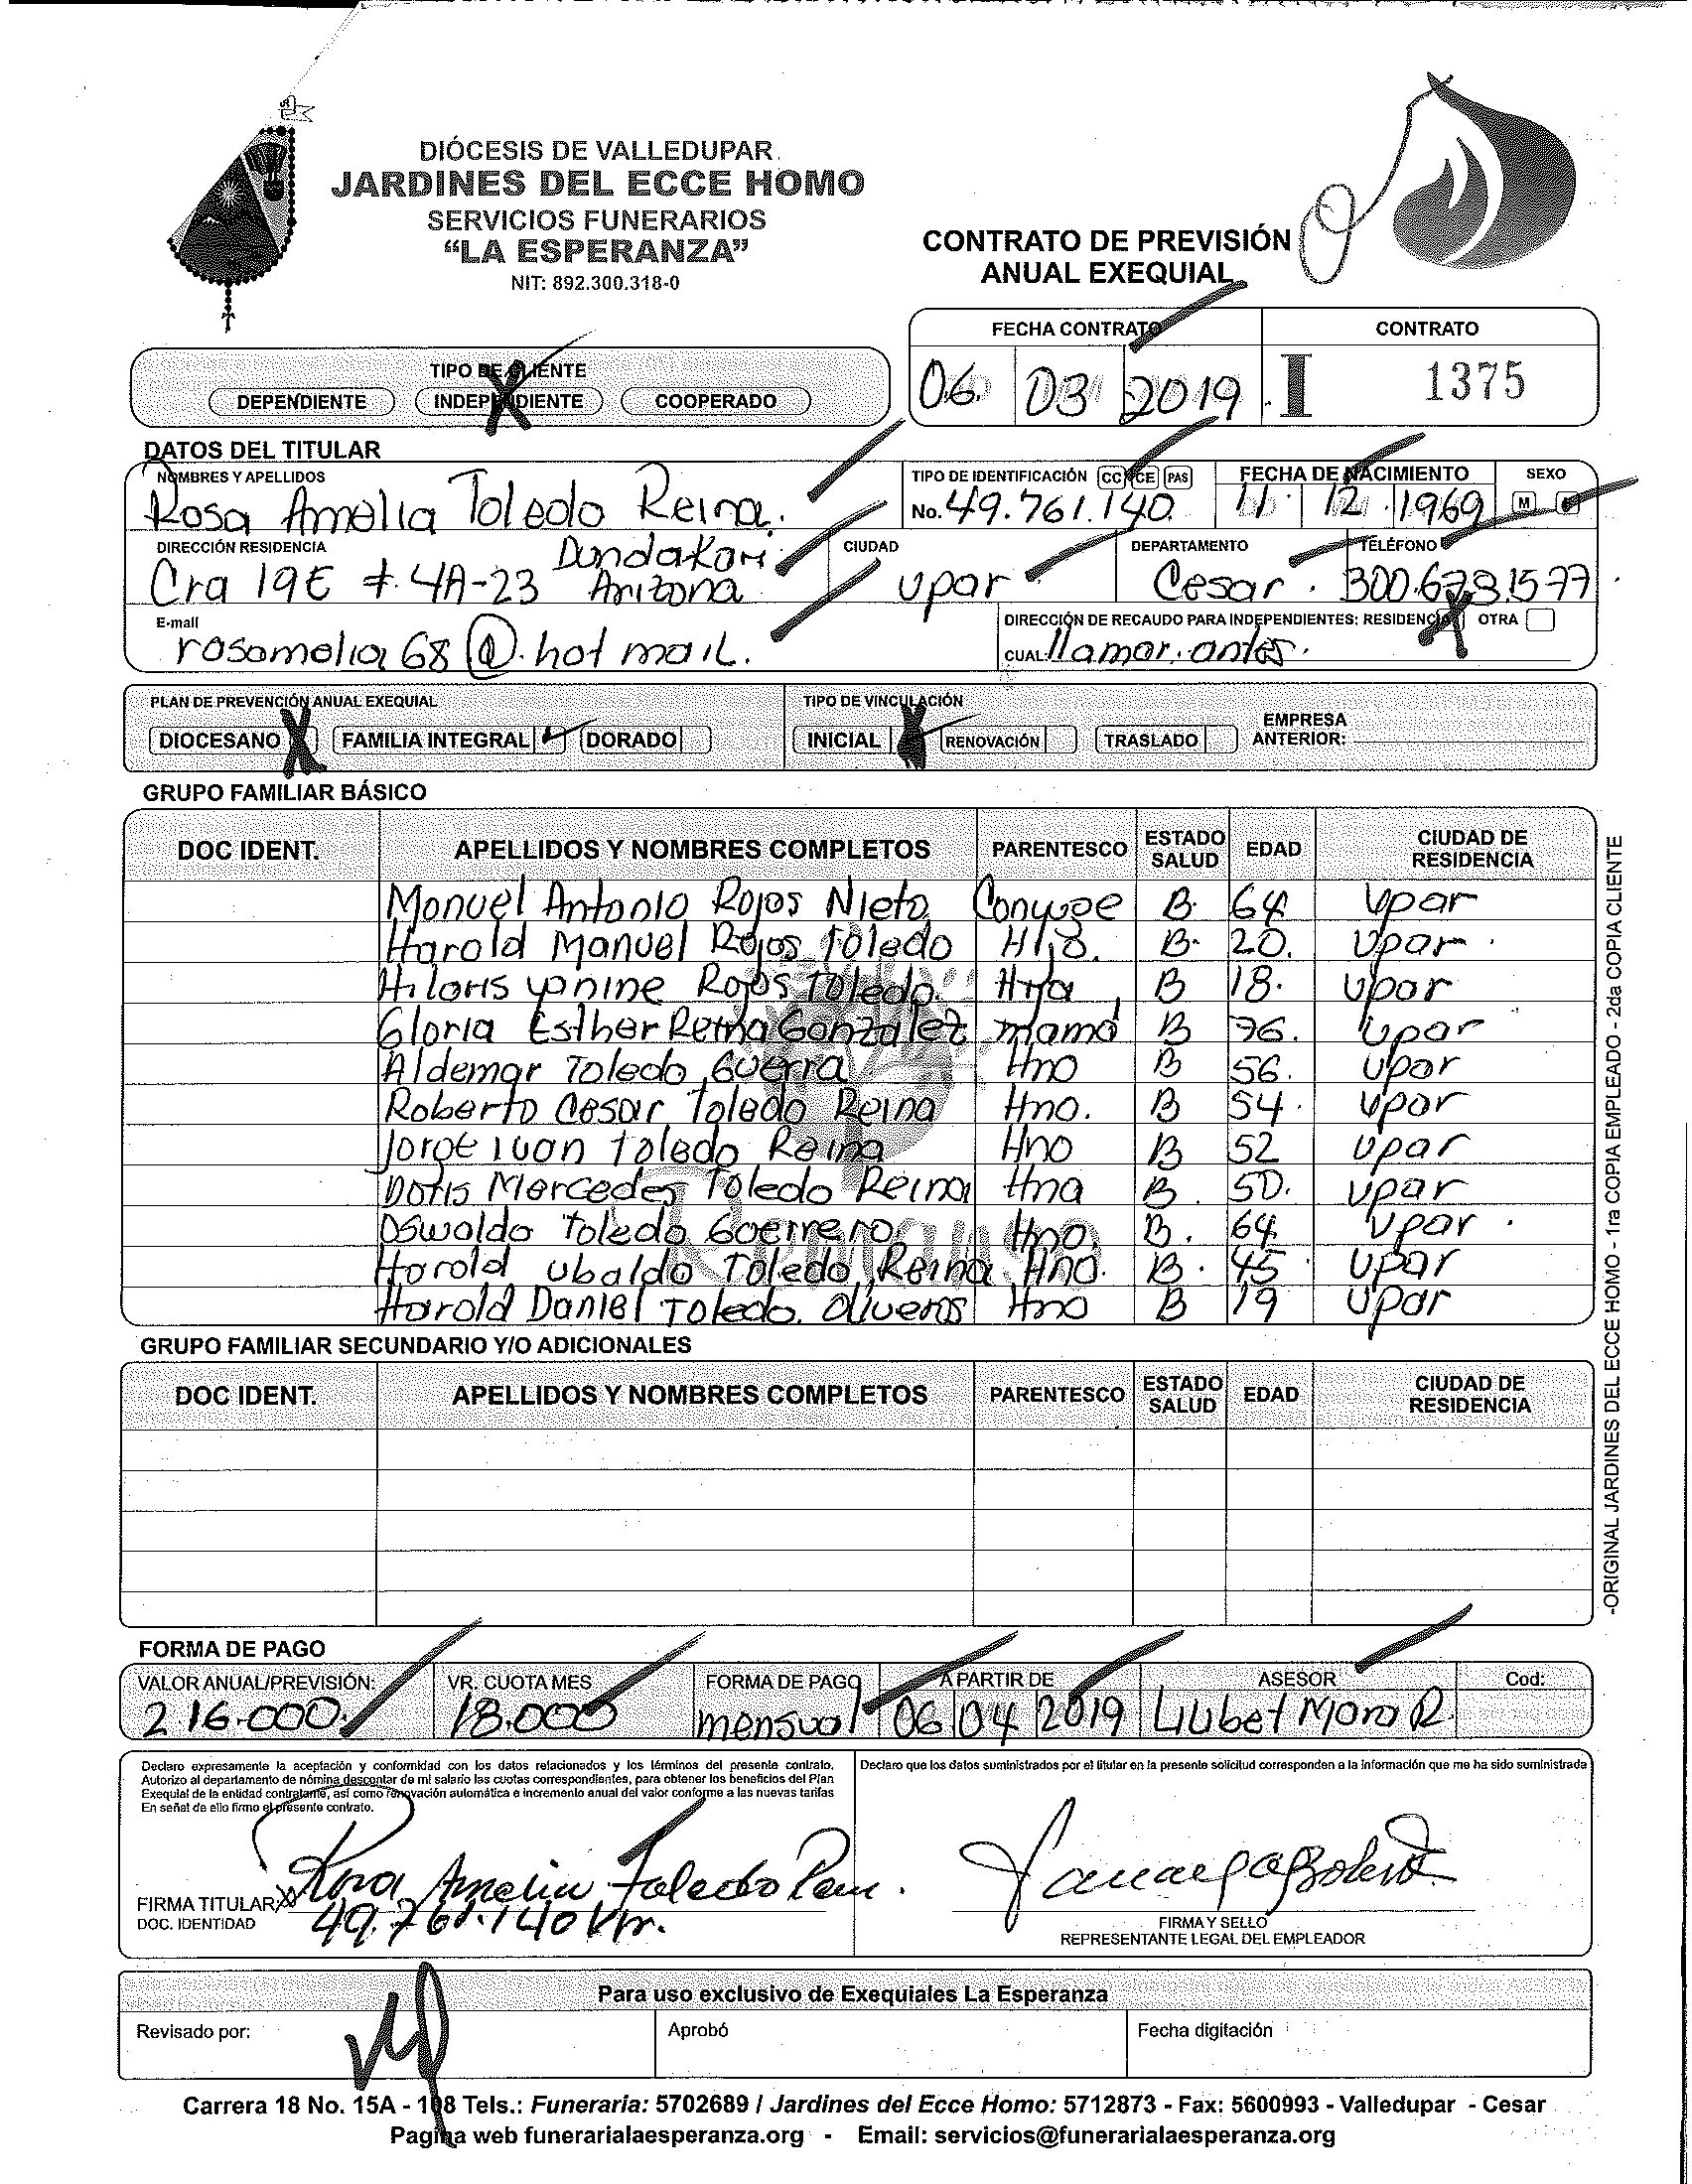 DIÓCESIS DE VALLEDUPAR
JARDINES DEL ECCE HOMO
SERVICIOS FUNERARIOS
"LA ESPERANZA"
NIT: 892.300.318-0
CONTRATO DE PREVISIÓN
ANUAL EXEQUIAL
FECHA CONTRATO CONTRATO
06 03 2019 I 1375
TIPO DE CLIENTE
DEPENDIENTE INDEPENDIENTE COOPERADO
DATOS DEL TITULAR
NOMBRES Y APELLIDOS TIPO DE IDENTIFICACIÓN CC CE PAS FECHA DE NACIMIENTO SEXO
Rosa Amelia Toledo Reina. No. 49.761.140 11 12 1969 M
DIRECCIÓN RESIDENCIA CIUDAD DEPARTAMENTO TELÉFONO
Cra 19E #. 4A-23 Arizona upar Cesar. 300.6731577
E-mail DIRECCIÓN DE RECAUDO PARA INDEPENDIENTES: RESIDENCIA OTRA
rosamelia 68 @. hot mail. CUAL: llamar. antes.
PLAN DE PREVENCIÓN ANUAL EXEQUIAL TIPO DE VINCULACIÓN
DIOCESANO FAMILIA INTEGRAL DORADO INICIAL RENOVACIÓN TRASLADO EMPRESA ANTERIOR:
GRUPO FAMILIAR BÁSICO
DOC IDENT. APELLIDOS Y NOMBRES COMPLETOS PARENTESCO ESTADO SALUD EDAD CIUDAD DE RESIDENCIA
Manuel Antonio Rojas Nieto Conyuge B. 64 Upar
Harold Manuel Rojas Toledo Hijo. B. 20. Upar.
Hiloris yanine Rojas Toledo. Hija B 18. Upar
Gloria Esther Reina Gonzalez mamá B 76. Upar
Aldemar Toledo Guerra Hno B 56. Upar
Roberto Cesar Toledo Reina Hno. B 54. Upar
Jorge Ivan Toledo Reina Hno B 52 Upar
Doris Mercedes Toledo Reina Hna B. 50. Upar
Oswaldo Toledo Guerrero Hno B. 64 Upar.
Harold Ubaldo Toledo Reina Hno. B. 45 Upar
Harold Daniel Toledo. Oliveros Hno B 19 Upar
GRUPO FAMILIAR SECUNDARIO Y/O ADICIONALES
DOC IDENT. APELLIDOS Y NOMBRES COMPLETOS PARENTESCO ESTADO SALUD EDAD CIUDAD DE RESIDENCIA
-ORIGINAL JARDINES DEL ECCE HOMO - 1ra COPIA EMPLEADO - 2da COPIA CLIENTE
FORMA DE PAGO
VALOR ANUAL/PREVISIÓN: VR. CUOTA MES FORMA DE PAGO A PARTIR DE ASESOR Cod:
216.000. 18.000 mensual 06 04 2019 Liubet Mora R.
Declaro expresamente la aceptación y conformidad con los datos relacionados y los términos del presente contrato.
Autorizo al departamento de nómina descontar de mi salario las cuotas correspondientes, para obtener los beneficios del Plan
Exequial de la entidad contratante, así como renovación automática e incremento anual del valor conforme a las nuevas tarifas
En señal de ello firmo el presente contrato.
Declaro que los datos suministrados por el titular en la presente solicitud corresponden a la información que me ha sido suministrada
FIRMA TITULAR: Rosa Amelia Toledo
DOC. IDENTIDAD 49.761.140
FIRMA Y SELLO
REPRESENTANTE LEGAL DEL EMPLEADOR
Para uso exclusivo de Exequiales La Esperanza
Revisado por: Aprobó Fecha digitación
Carrera 18 No. 15A - 108 Tels.: Funeraria: 5702689 / Jardines del Ecce Homo: 5712873 - Fax: 5600993 - Valledupar - Cesar
Pagina web funerarialaesperanza.org - Email: servicios@funerarialaesperanza.org